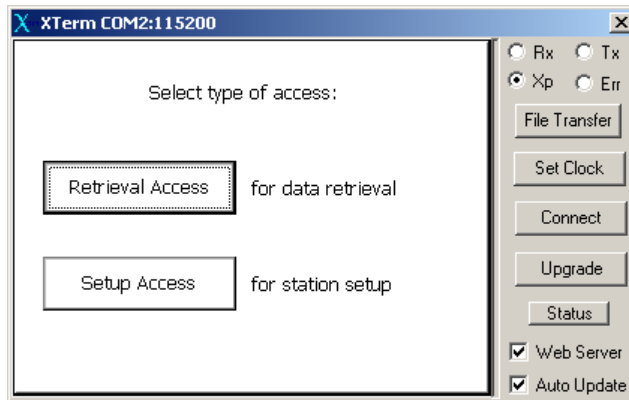 XTerm COM2:115200
Select type of access:
Retrieval Access for data retrieval
Setup Access for station setup
Rx Tx
Xp Err
File Transfer
Set Clock
Connect
Upgrade
Status
Web Server
Auto Update